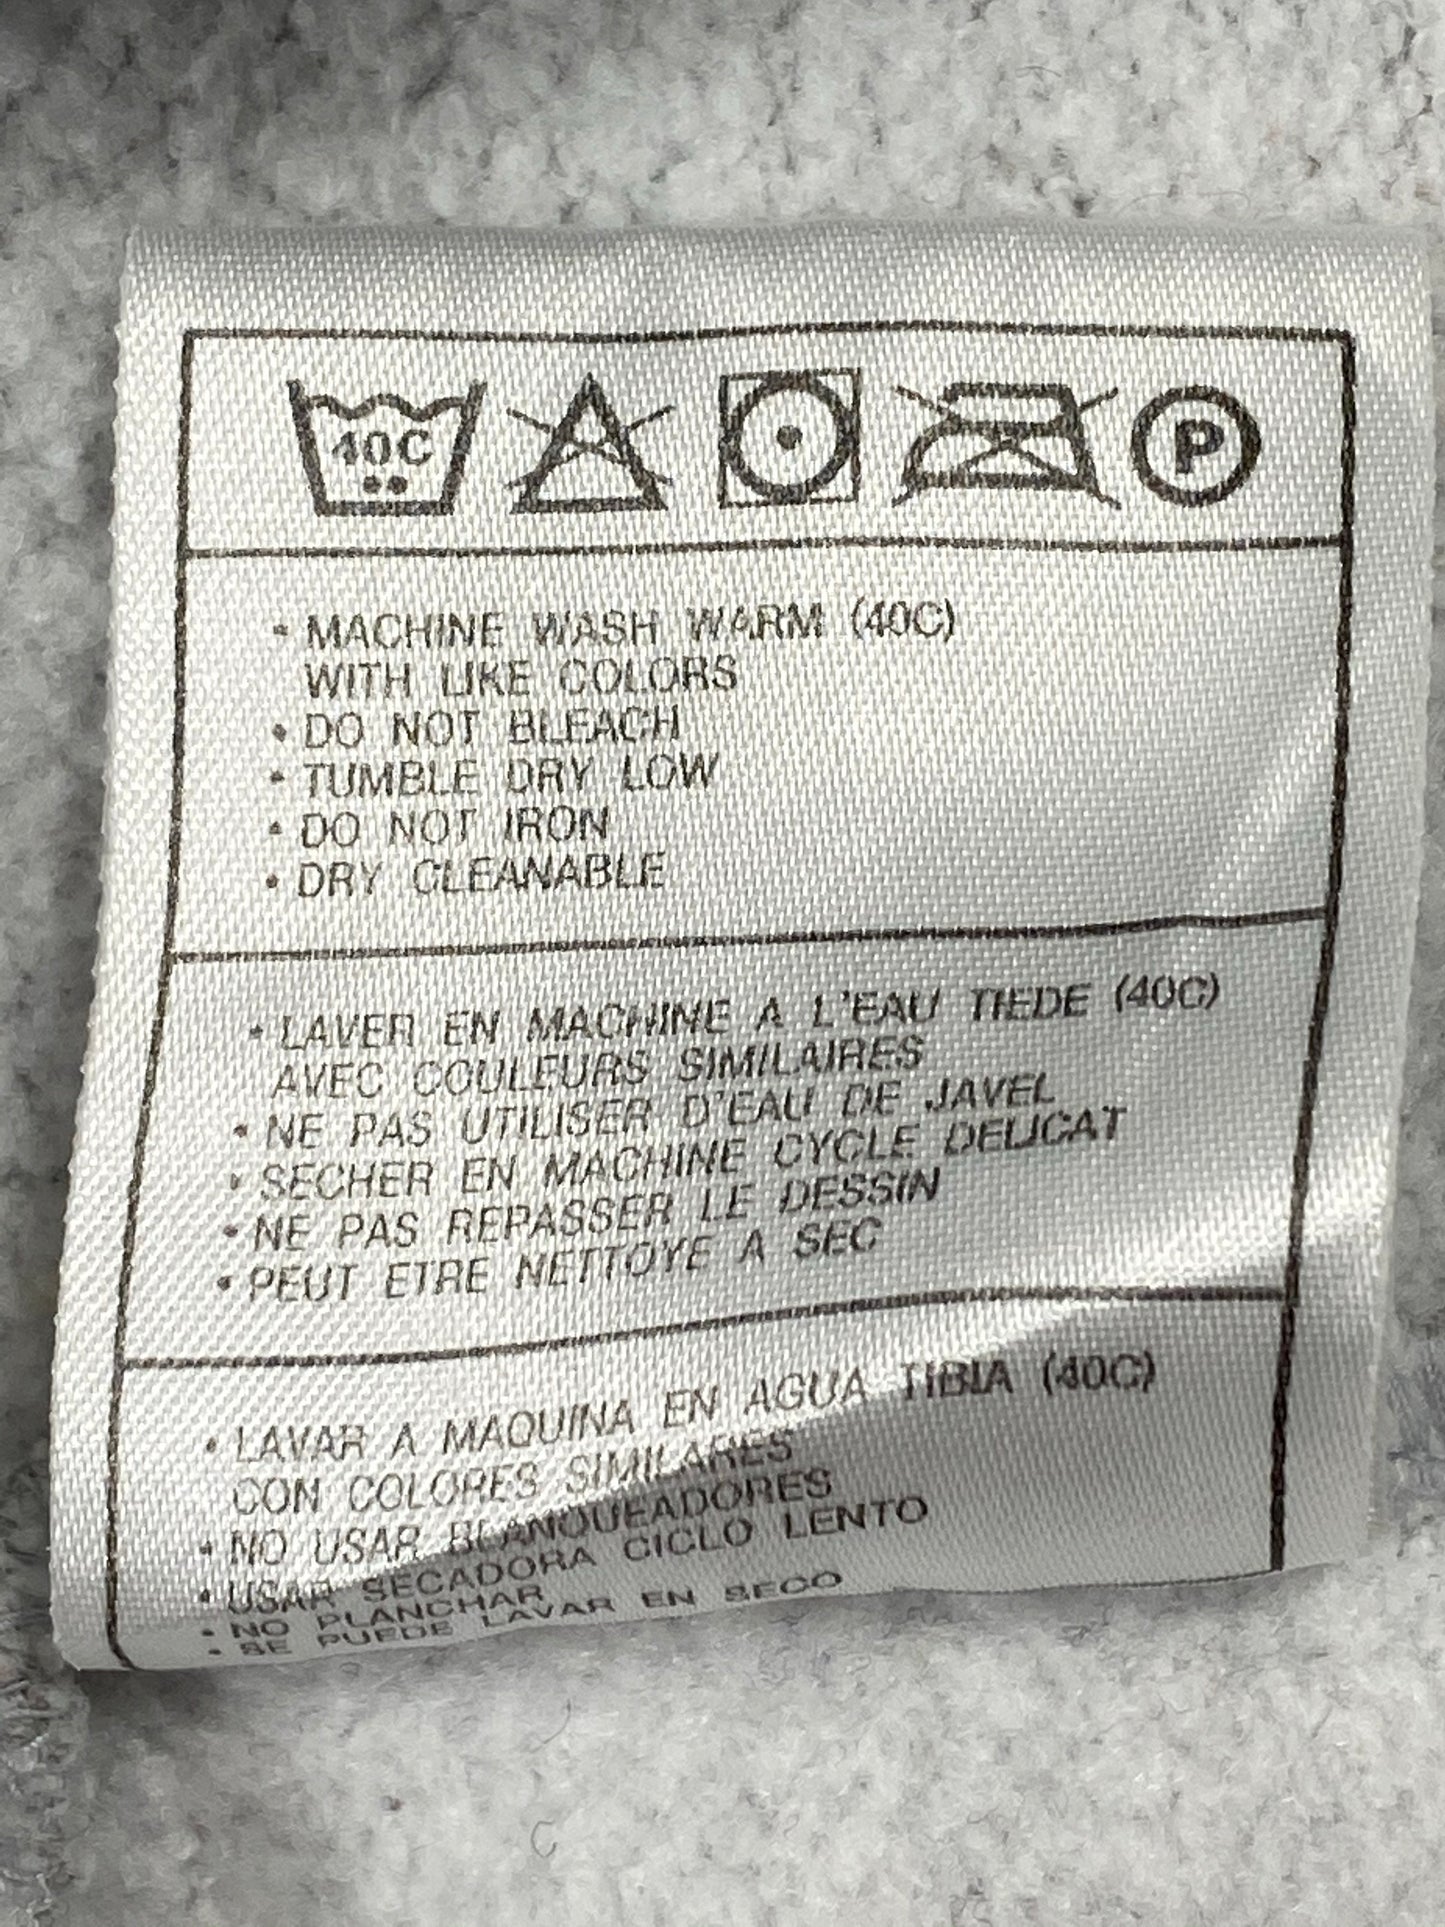 40C
P
• MACHINE WASH WARM (40C)
WITH LIKE COLORS
• DO NOT BLEACH
• TUMBLE DRY LOW
• DO NOT IRON
• DRY CLEANABLE
• LAVER EN MACHINE A L'EAU TIEDE (40C)
AVEC COULEURS SIMILAIRES
• NE PAS UTILISER D'EAU DE JAVEL
• SECHER EN MACHINE CYCLE DELICAT
• NE PAS REPASSER LE DESSIN
• PEUT ETRE NETTOYE A SEC
• LAVAR A MAQUINA EN AGUA TIBIA (40C)
CON COLORES SIMILARES
• NO USAR BLANQUEADORES
• USAR SECADORA CICLO LENTO
• NO PLANCHAR
• SE PUEDE LAVAR EN SECO